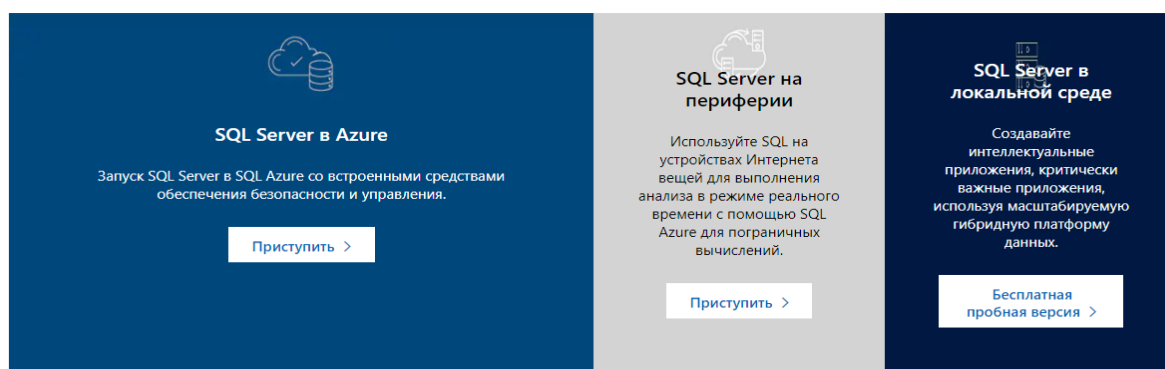 SQL Server в Azure
Запуск SQL Server в SQL Azure со встроенными средствами
обеспечения безопасности и управления.
Приступить >
SQL Server на
периферии
Используйте SQL на
устройствах Интернета
вещей для выполнения
анализа в режиме реального
времени с помощью SQL
Azure для пограничных
вычислений.
Приступить >
SQL Server в
локальной среде
Создавайте
интеллектуальные
приложения, критически
важные приложения,
используя масштабируемую
гибридную платформу
данных.
Бесплатная
пробная версия >